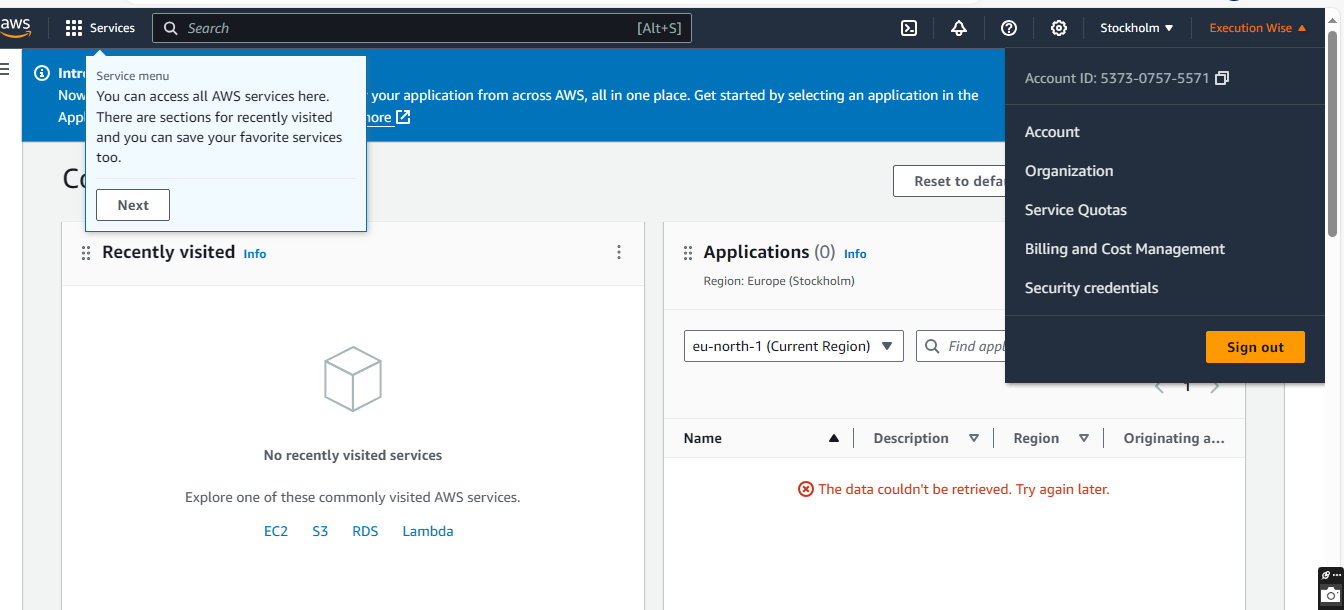 aws
Services
Search
[Alt+S]
Stockholm
Execution Wise
Intr
Now
your application from across AWS, all in one place. Get started by selecting an application in the
Appl
more
Service menu
You can access all AWS services here.
There are sections for recently visited
and you can save your favorite services
too.
Next
Account ID: 5373-0757-5571
Account
Organization
Service Quotas
Billing and Cost Management
Security credentials
Sign out
Reset to defau
Recently visited Info
No recently visited services
Explore one of these commonly visited AWS services.
EC2 S3 RDS Lambda
Applications (0) Info
Region: Europe (Stockholm)
eu-north-1 (Current Region)
Find appl
1
Name Description Region Originating a...
The data couldn't be retrieved. Try again later.